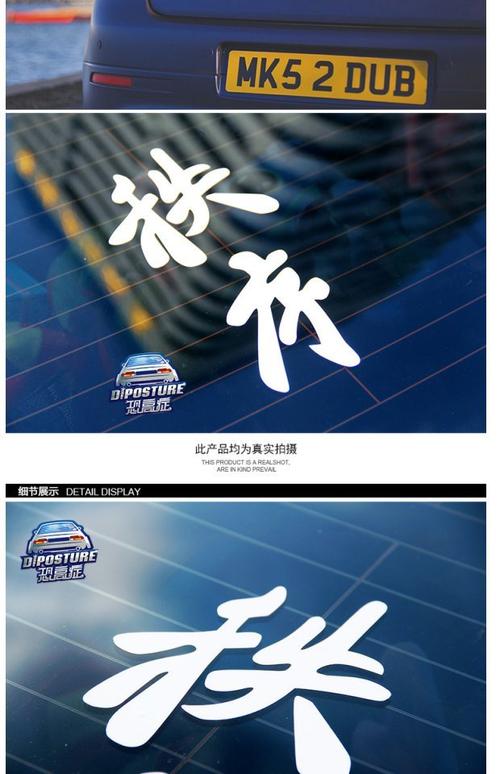 MK5 2 DUB
秩
序
DiPOSTURE
恐高症
此产品均为真实拍摄
THIS PRODUCT IS A REALSHOT,
ARE IN KIND PREVAIL
细节展示 DETAIL DISPLAY
DiPOSTURE
恐高症
秩